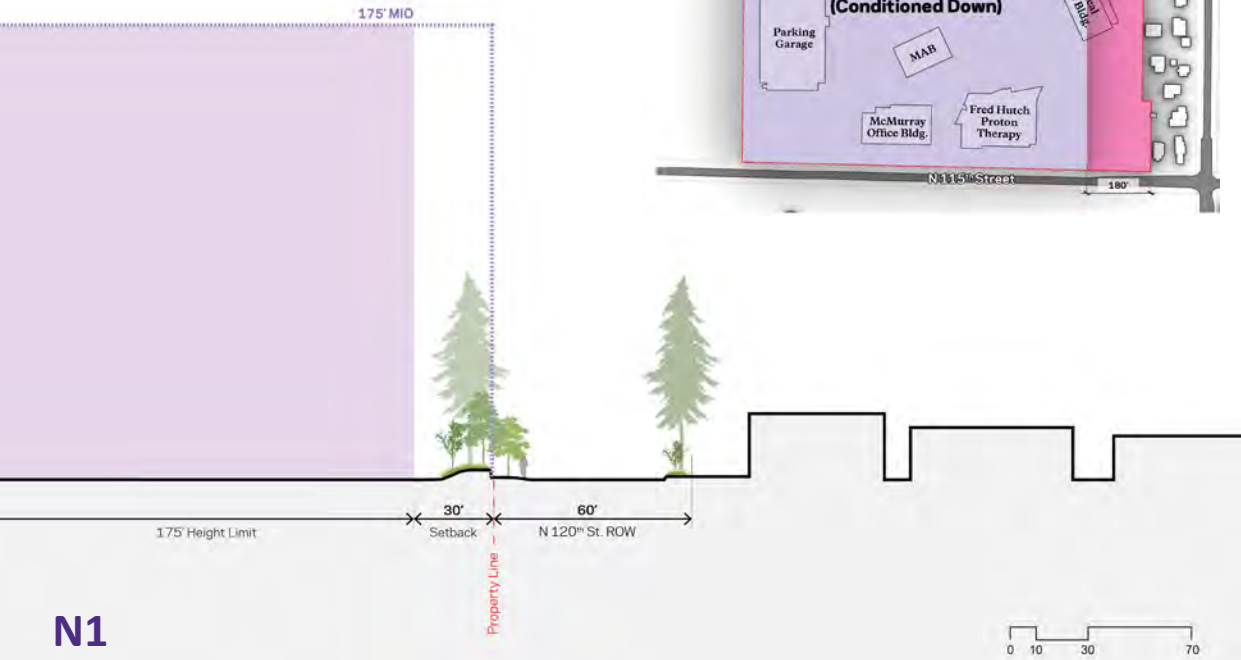 175' MIO
(Conditioned Down)
Parking
Garage
MAB
Bldg.
McMurray
Office Bldg.
Fred Hutch
Proton
Therapy
N 115th Street
180'
30'
60'
175' Height Limit
Setback
N 120th St. ROW
Property Line
N1
0 10 30 70